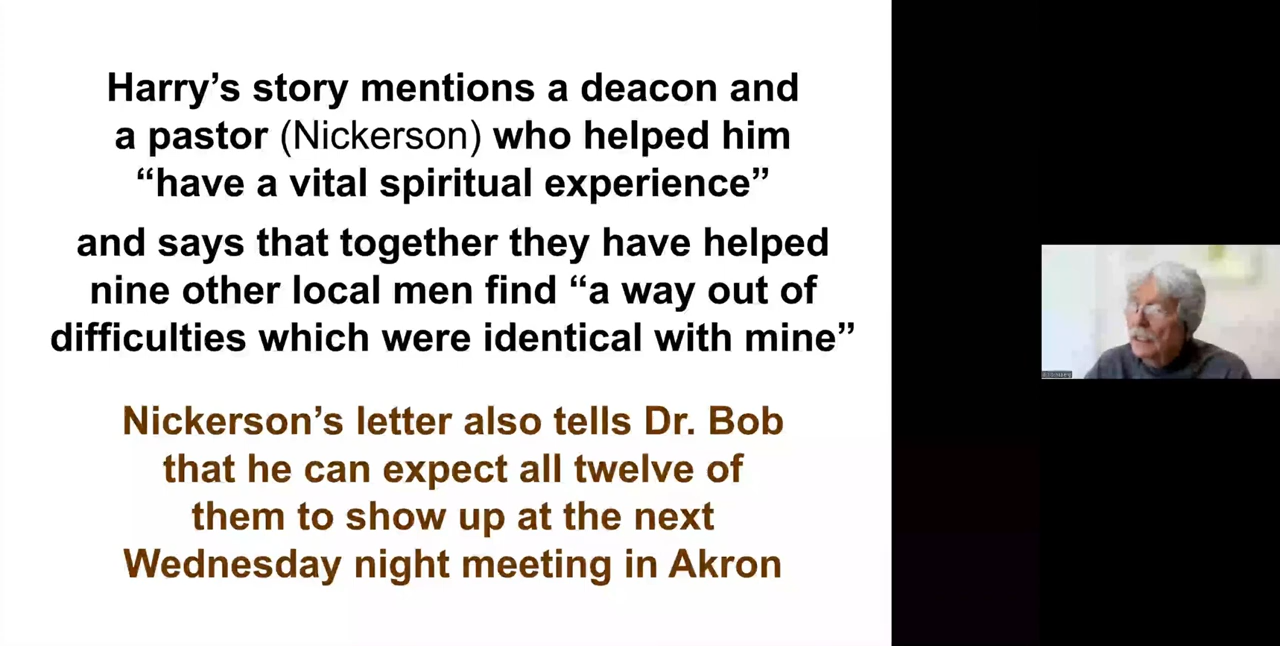 Harry’s story mentions a deacon and
a pastor (Nickerson) who helped him
“have a vital spiritual experience”
and says that together they have helped
nine other local men find “a way out of
difficulties which were identical with mine”
Nickerson’s letter also tells Dr. Bob
that he can expect all twelve of
them to show up at the next
Wednesday night meeting in Akron